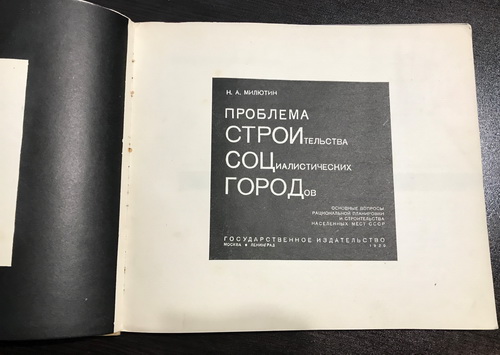 Н. А. МИЛЮТИН
ПРОБЛЕМА
СТРОИТЕЛЬСТВА
СОЦИАЛИСТИЧЕСКИХ
ГОРОДОВ
ОСНОВНЫЕ ВОПРОСЫ
РАЦИОНАЛЬНОЙ ПЛАНИРОВКИ
И СТРОИТЕЛЬСТВА
НАСЕЛЕННЫХ МЕСТ СССР
ГОСУДАРСТВЕННОЕ ИЗДАТЕЛЬСТВО
МОСКВА ЛЕНИНГРАД